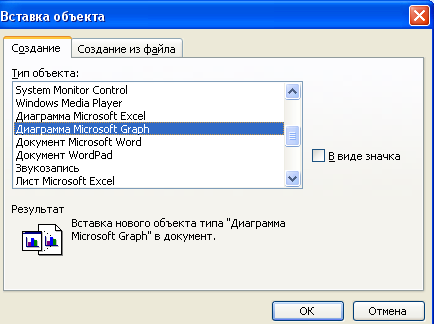 Вставка объекта
Создание
Создание из файла
Тип объекта:
System Monitor Control
Windows Media Player
Диаграмма Microsoft Excel
Диаграмма Microsoft Graph
Документ Microsoft Word
Документ WordPad
Звукозапись
Лист Microsoft Excel
В виде значка
Результат
Вставка нового объекта типа "Диаграмма
Microsoft Graph" в документ.
ОК
Отмена